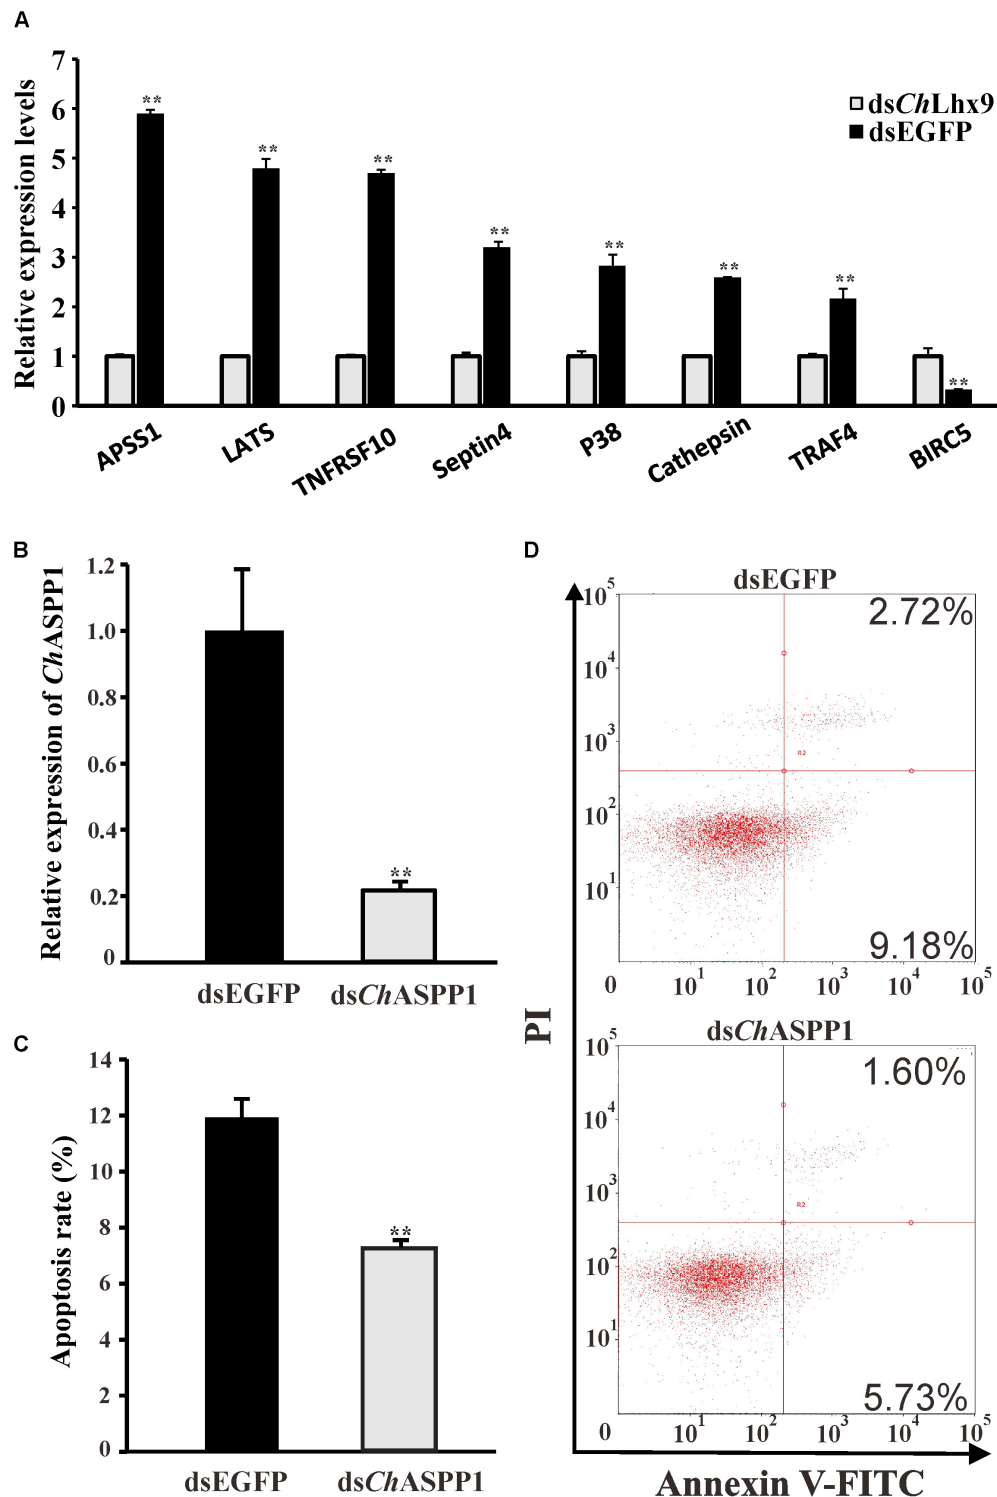 A
Relative expression levels
7
6
5
4
3
2
1
0
** ** ** ** ** ** ** **
dsChLhx9
dsEGFP
APSS1 LATS TNFRSF10 Septin4 P38 Cathepsin TRAF4 BIRC5
B
Relative expression of ChASPP1
1.2
1.0
0.8
0.6
0.4
0.2
0
**
dsEGFP dsChASPP1
C
Apoptosis rate (%)
14
12
10
8
6
4
2
0
**
dsEGFP dsChASPP1
D
PI
dsEGFP
10^5
10^4
10^3
10^2
10^1
2.72%
R2
9.18%
0 10^1 10^2 10^3 10^4 10^5
dsChASPP1
10^5
10^4
10^3
10^2
10^1
1.60%
R2
5.73%
0 10^1 10^2 10^3 10^4 10^5
Annexin V-FITC